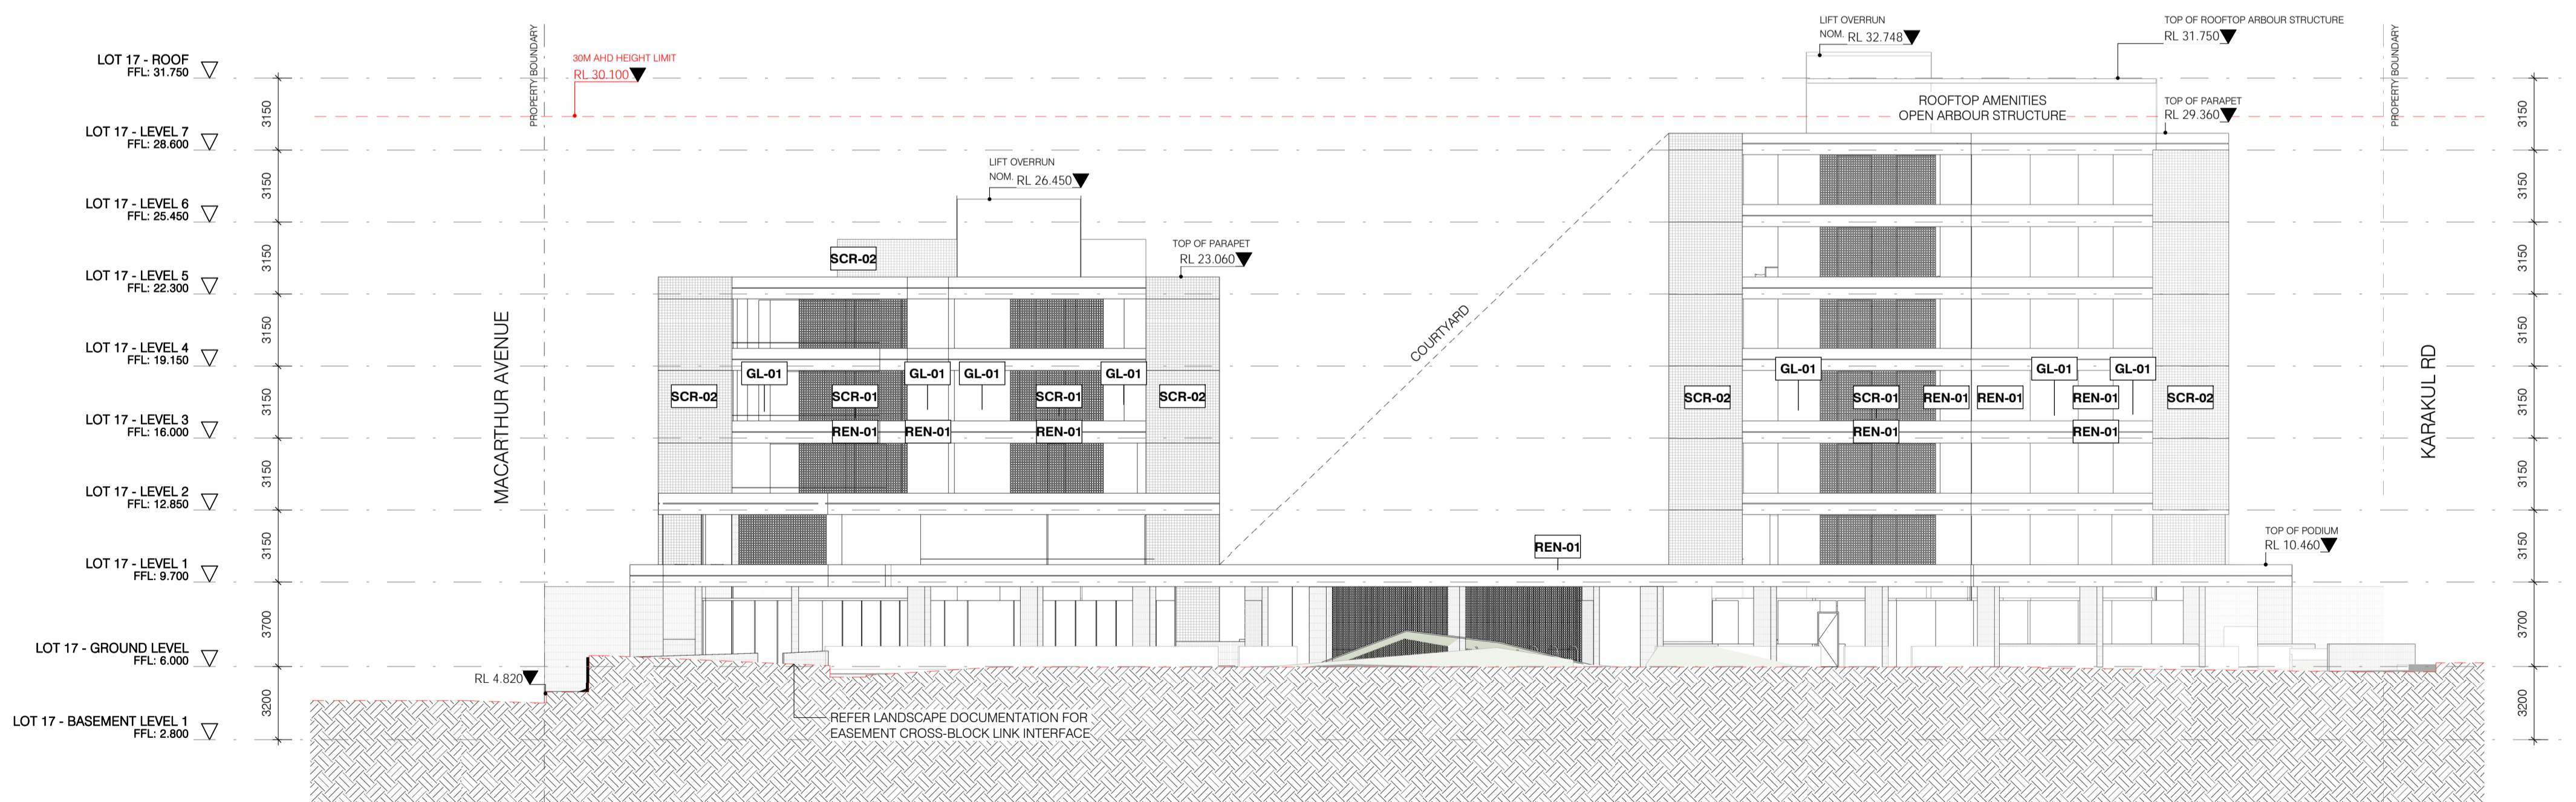 LOT 17 - ROOF
FFL: 31.750
LOT 17 - LEVEL 7
FFL: 28.600
LOT 17 - LEVEL 6
FFL: 25.450
LOT 17 - LEVEL 5
FFL: 22.300
LOT 17 - LEVEL 4
FFL: 19.150
LOT 17 - LEVEL 3
FFL: 16.000
LOT 17 - LEVEL 2
FFL: 12.850
LOT 17 - LEVEL 1
FFL: 9.700
LOT 17 - GROUND LEVEL
FFL: 6.000
LOT 17 - BASEMENT LEVEL 1
FFL: 2.800
3150
3150
3150
3150
3150
3150
3150
3700
3200
PROPERTY BOUNDARY
30M AHD HEIGHT LIMIT
RL 30.100
MACARTHUR AVENUE
RL 4.820
LIFT OVERRUN
NOM. RL 26.450
TOP OF PARAPET
RL 23.060
SCR-02
GL-01
GL-01
GL-01
GL-01
SCR-02
SCR-01
SCR-01
SCR-02
REN-01
REN-01
REN-01
REFER LANDSCAPE DOCUMENTATION FOR
EASEMENT CROSS-BLOCK LINK INTERFACE
COURTYARD
REN-01
LIFT OVERRUN
NOM. RL 32.748
TOP OF ROOFTOP ARBOUR STRUCTURE
RL 31.750
ROOFTOP AMENITIES
OPEN ARBOUR STRUCTURE
TOP OF PARAPET
RL 29.360
GL-01
GL-01
GL-01
SCR-02
SCR-01
REN-01
REN-01
REN-01
SCR-02
REN-01
REN-01
TOP OF PODIUM
RL 10.460
PROPERTY BOUNDARY
KARAKUL RD
3150
3150
3150
3150
3150
3150
3150
3700
3200